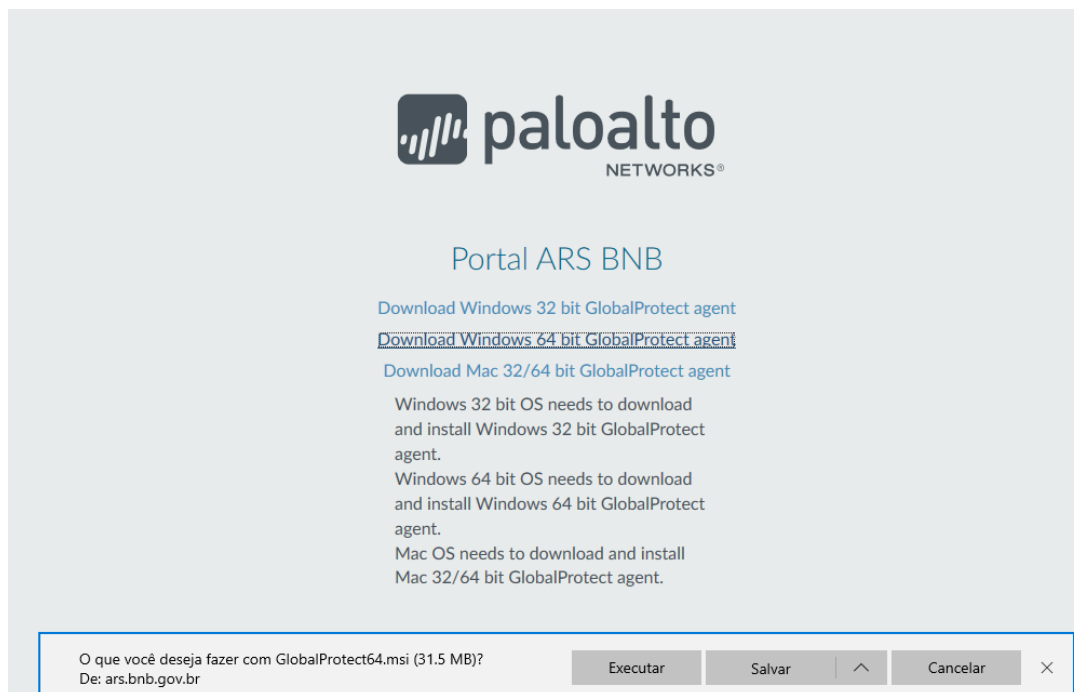 paloalto
NETWORKS®
Portal ARS BNB
Download Windows 32 bit GlobalProtect agent
Download Windows 64 bit GlobalProtect agent
Download Mac 32/64 bit GlobalProtect agent
Windows 32 bit OS needs to download
and install Windows 32 bit GlobalProtect
agent.
Windows 64 bit OS needs to download
and install Windows 64 bit GlobalProtect
agent.
Mac OS needs to download and install
Mac 32/64 bit GlobalProtect agent.
O que você deseja fazer com GlobalProtect64.msi (31.5 MB)?
De: ars.bnb.gov.br
Executar
Salvar
Cancelar